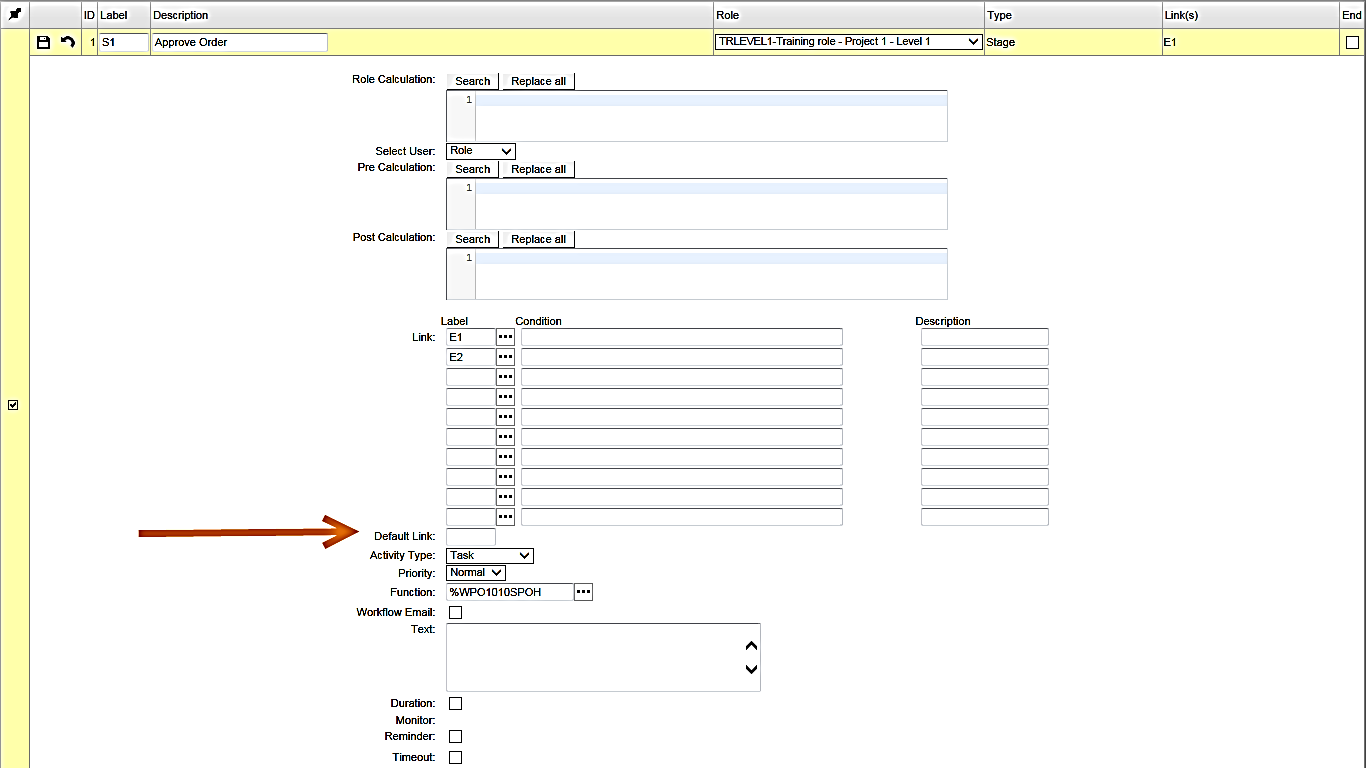 ID Label Description Role Type Link(s) End
1 S1 Approve Order TRLEVEL1-Training role - Project 1 - Level 1 Stage E1
Role Calculation: Search Replace all
1
Select User: Role
Pre Calculation: Search Replace all
1
Post Calculation: Search Replace all
1
Label Condition Description
Link: E1
E2
Default Link:
Activity Type: Task
Priority: Normal
Function: %WPO1010SPOH
Workflow Email:
Text:
Duration:
Monitor:
Reminder:
Timeout: